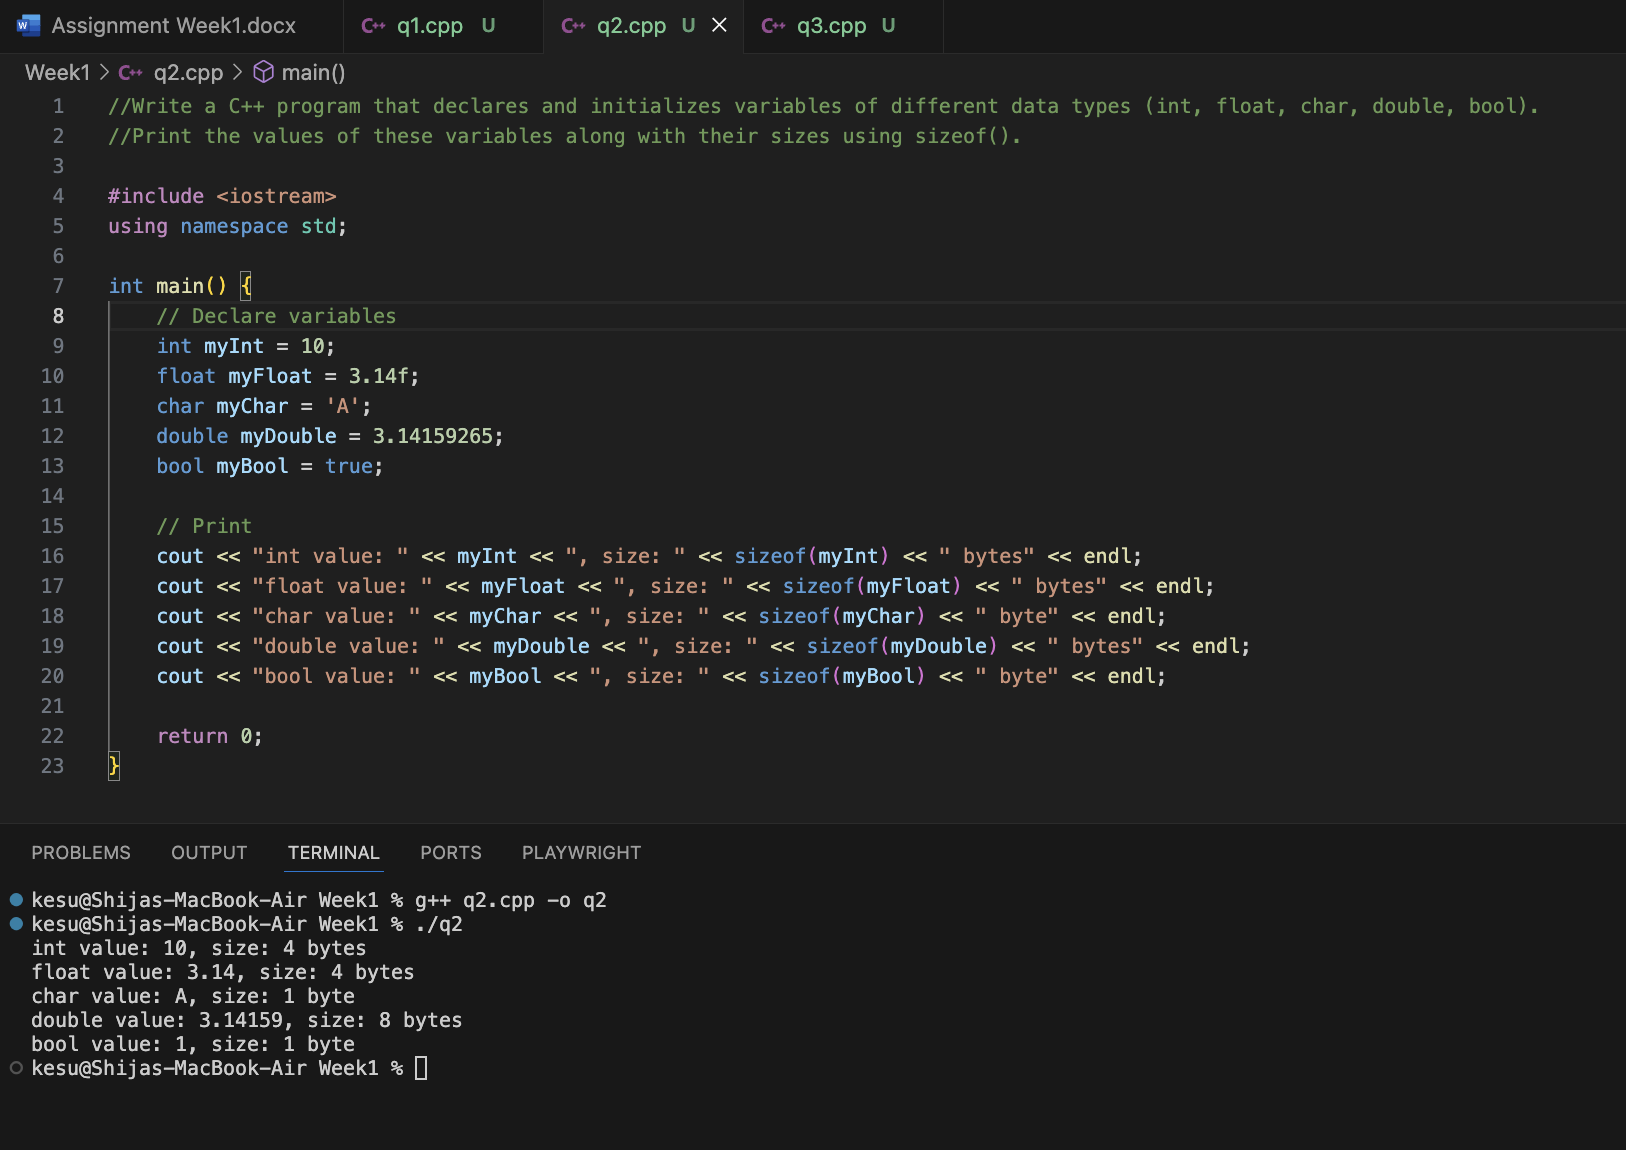 Assignment Week1.docx
q1.cpp U
q2.cpp U
q3.cpp U
Week1 > q2.cpp > main()
1 //Write a C++ program that declares and initializes variables of different data types (int, float, char, double, bool).
2 //Print the values of these variables along with their sizes using sizeof().
3
4 #include <iostream>
5 using namespace std;
6
7 int main() {
8     // Declare variables
9     int myInt = 10;
10     float myFloat = 3.14f;
11     char myChar = 'A';
12     double myDouble = 3.14159265;
13     bool myBool = true;
14
15     // Print
16     cout << "int value: " << myInt << ", size: " << sizeof(myInt) << " bytes" << endl;
17     cout << "float value: " << myFloat << ", size: " << sizeof(myFloat) << " bytes" << endl;
18     cout << "char value: " << myChar << ", size: " << sizeof(myChar) << " byte" << endl;
19     cout << "double value: " << myDouble << ", size: " << sizeof(myDouble) << " bytes" << endl;
20     cout << "bool value: " << myBool << ", size: " << sizeof(myBool) << " byte" << endl;
21
22     return 0;
23 }
PROBLEMS OUTPUT TERMINAL PORTS PLAYWRIGHT
kesu@Shijas-MacBook-Air Week1 % g++ q2.cpp -o q2
kesu@Shijas-MacBook-Air Week1 % ./q2
int value: 10, size: 4 bytes
float value: 3.14, size: 4 bytes
char value: A, size: 1 byte
double value: 3.14159, size: 8 bytes
bool value: 1, size: 1 byte
kesu@Shijas-MacBook-Air Week1 %